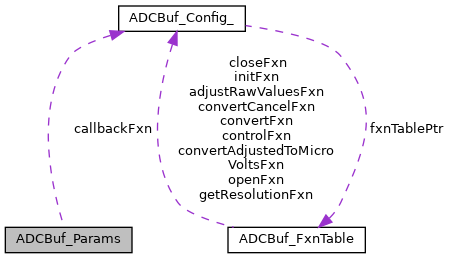 ADCBuf_Config_
closeFxn
initFxn
adjustRawValuesFxn
convertCancelFxn
convertFxn
controlFxn
convertAdjustedToMicro
VoltsFxn
openFxn
getResolutionFxn
callbackFxn
fxnTablePtr
ADCBuf_Params
ADCBuf_FxnTable